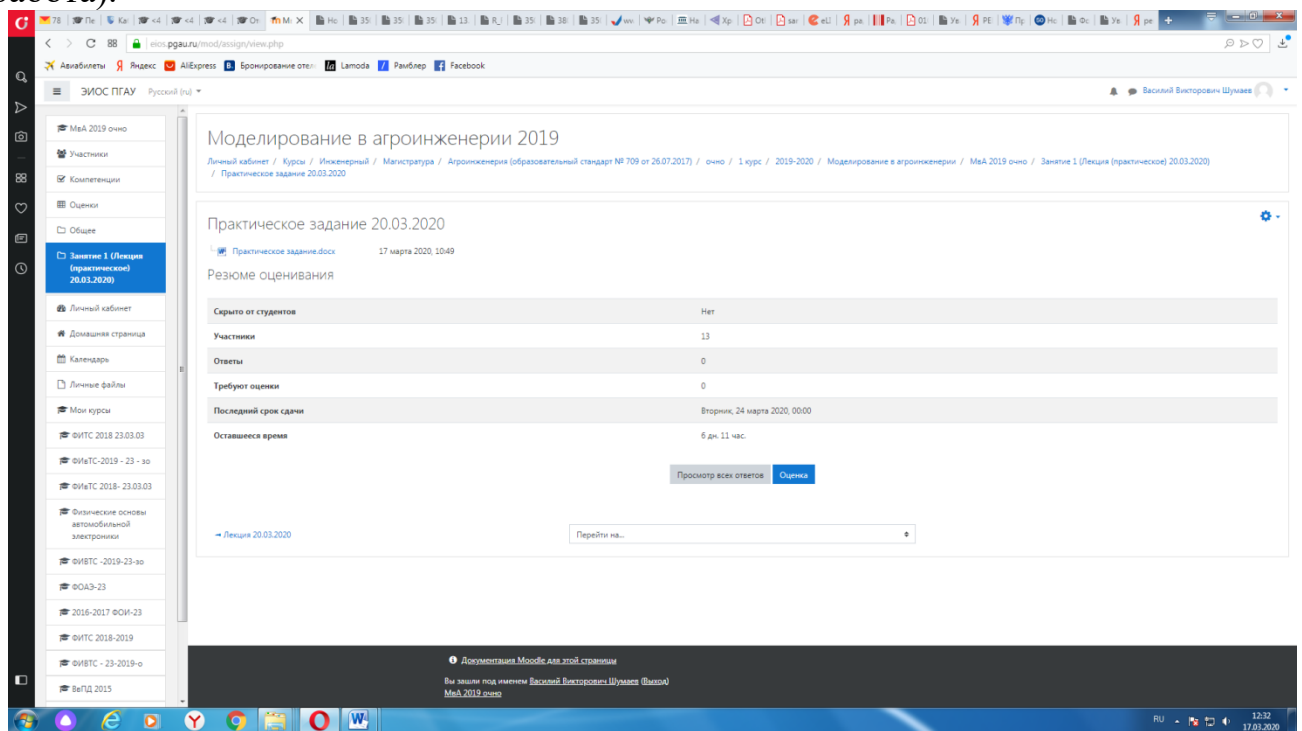 работа).
eios.pgau.ru/mod/assign/view.php
Авиабилеты Яндекс AliExpress Бронирование отел Lamoda Рамблер Facebook
ЭИОС ПГАУ Русский (ru)
Василий Викторович Шумаев
МвА 2019 очно
Участники
Компетенции
Оценки
Общее
Занятие 1 (Лекция
(практическое)
20.03.2020)
Личный кабинет
Домашняя страница
Календарь
Личные файлы
Мои курсы
ФИТС 2018 23.03.03
ФИвТС-2019 - 23 - зо
ФИвТС 2018- 23.03.03
Физические основы
автомобильной
электроники
ФИВТС -2019-23-зо
ФОАЭ-23
2016-2017 ФОИ-23
ФИТС 2018-2019
ФИВТС - 23-2019-о
ВвПД 2015
Моделирование в агроинженерии 2019
Личный кабинет / Курсы / Инженерный / Магистратура / Агроинженерия (образовательный стандарт № 709 от 26.07.2017) / очно / 1 курс / 2019-2020 / Моделирование в агроинженерии / МвА 2019 очно / Занятие 1 (Лекция (практическое) 20.03.2020)
/ Практическое задание 20.03.2020
Практическое задание 20.03.2020
Практическое задание.docx 17 марта 2020, 10:49
Резюме оценивания
Скрыто от студентов Нет
Участники 13
Ответы 0
Требуют оценки 0
Последний срок сдачи Вторник, 24 марта 2020, 00:00
Оставшееся время 6 дн. 11 час.
Просмотр всех ответов Оценка
→ Лекция 20.03.2020 Перейти на...
Документация Moodle для этой страницы
Вы зашли под именем Василий Викторович Шумаев (Выход)
МвА 2019 очно
RU 12:32
17.03.2020